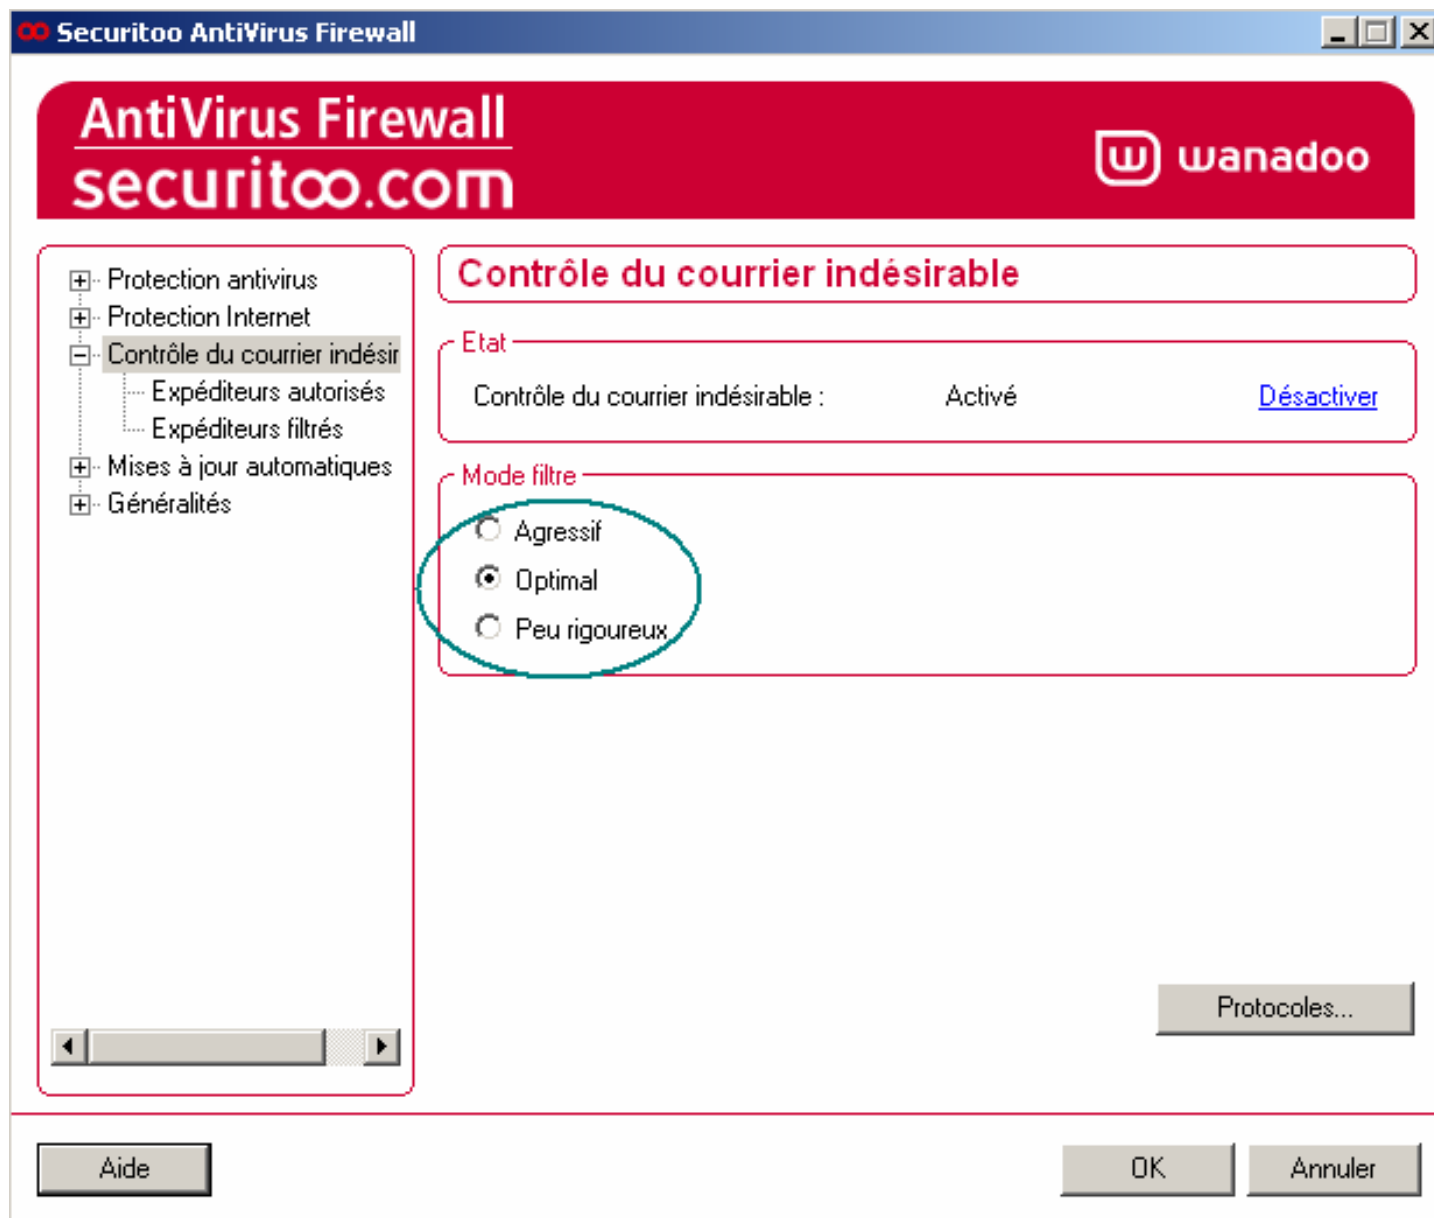 Securitoo AntiVirus Firewall
AntiVirus Firewall
securitoo.com
wanadoo
Protection antivirus
Protection Internet
Contrôle du courrier indésir
Expéditeurs autorisés
Expéditeurs filtrés
Mises à jour automatiques
Généralités
Contrôle du courrier indésirable
Etat
Contrôle du courrier indésirable : Activé Désactiver
Mode filtre
Agressif
Optimal
Peu rigoureux
Protocoles...
Aide
OK
Annuler